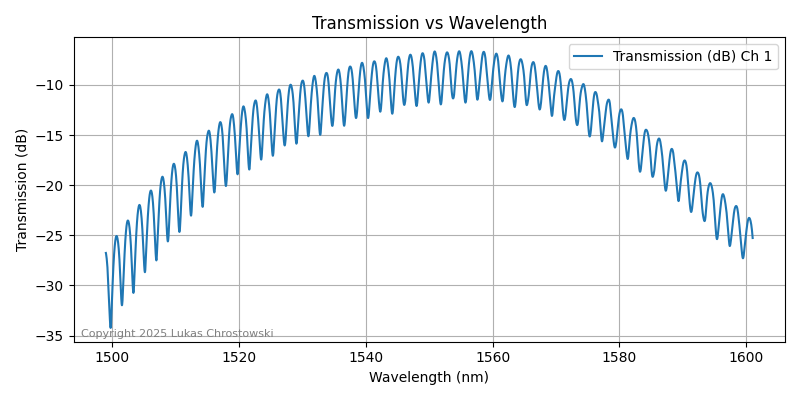 Transmission vs Wavelength
Transmission (dB) Ch 1
Transmission (dB)
−10
−15
−20
−25
−30
−35
Copyright 2025 Lukas Chrostowski
1500 1520 1540 1560 1580 1600
Wavelength (nm)